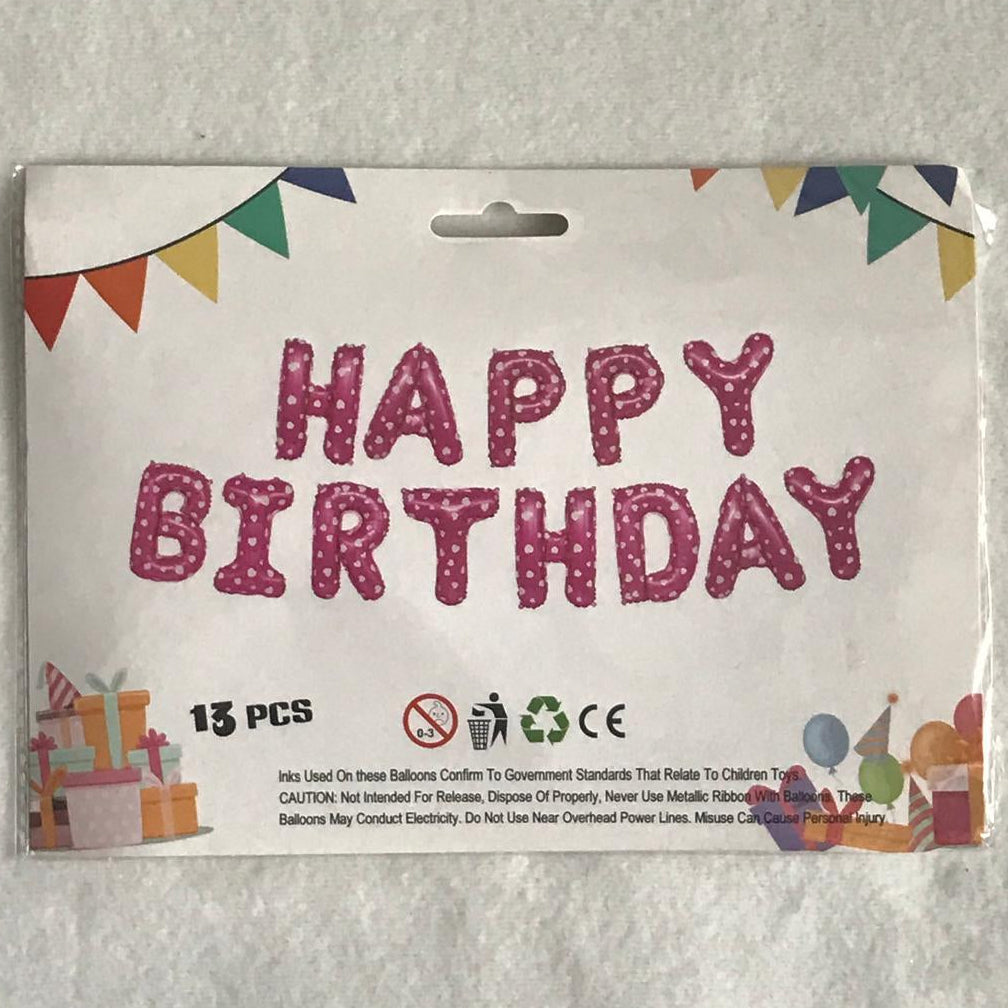 HAPPY
BIRTHDAY
13 PCS
0-3
CE
Inks Used On these Balloons Confirm To Government Standards That Relate To Children Toys.
CAUTION: Not Intended For Release, Dispose Of Properly, Never Use Metallic Ribbon With Balloons. These
Balloons May Conduct Electricity. Do Not Use Near Overhead Power Lines. Misuse Can Cause Personal Injury.